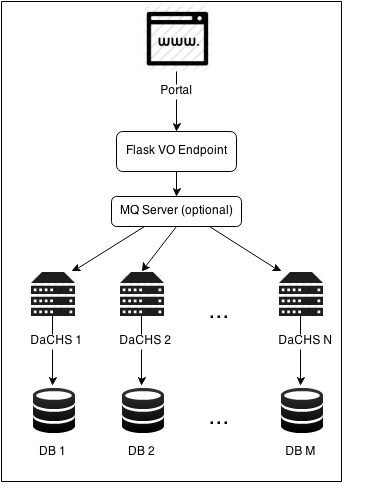 www.
Portal
Flask VO Endpoint
MQ Server (optional)
...
DaCHS 1 DaCHS 2 DaCHS N
...
DB 1 DB 2 DB M